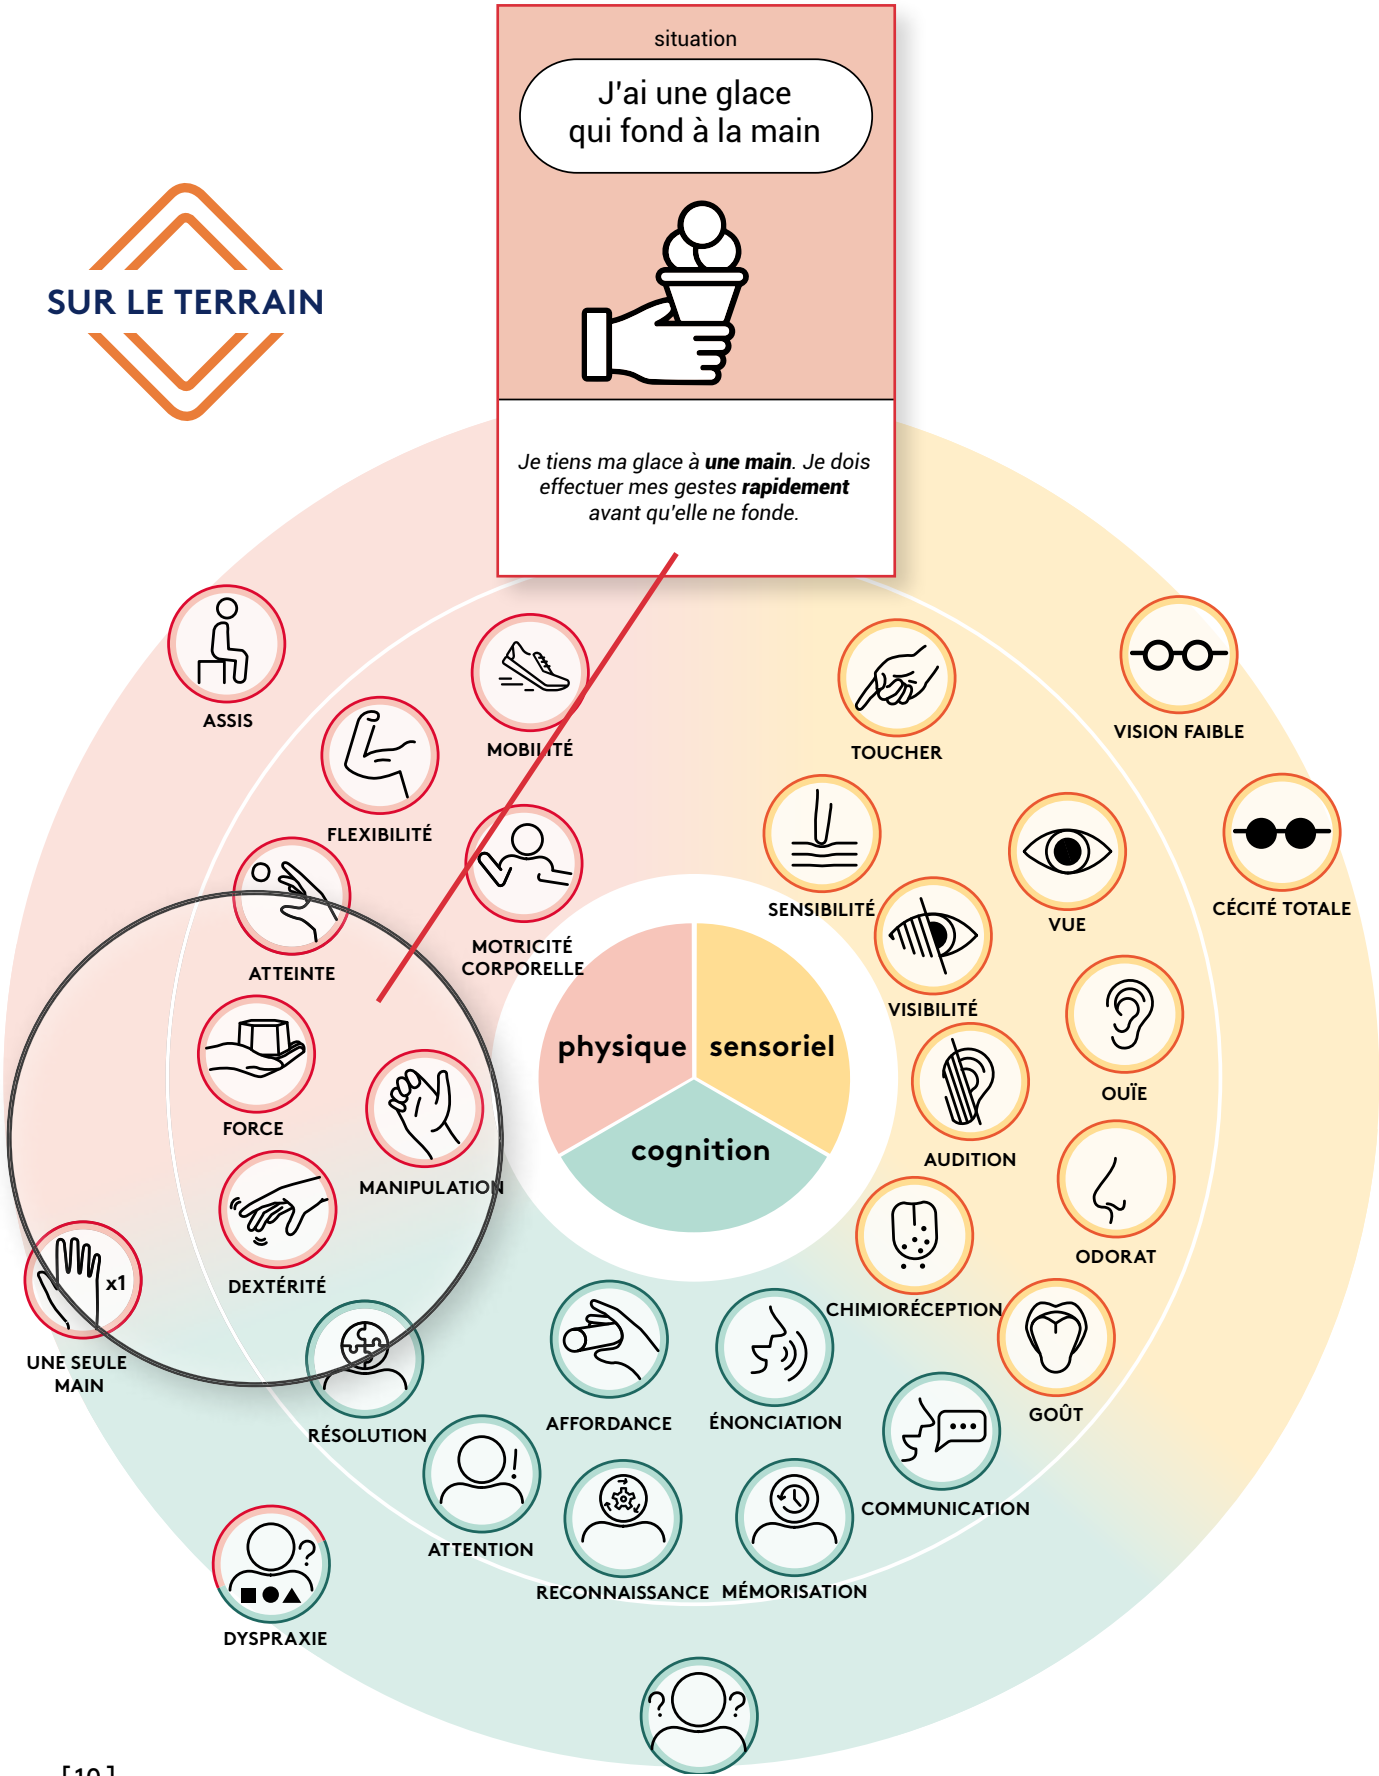 situation
J'ai une glace
qui fond à la main
SUR LE TERRAIN
Je tiens ma glace à une main. Je dois
effectuer mes gestes rapidement
avant qu'elle ne fonde.
ASSIS
MOBILITÉ
TOUCHER
VISION FAIBLE
FLEXIBILITÉ
SENSIBILITÉ
VUE
CÉCITÉ TOTALE
MOTRICITÉ
CORPORELLE
ATTEINTE
VISIBILITÉ
physique
sensoriel
cognition
OUÏE
FORCE
AUDITION
MANIPULATION
ODORAT
DEXTÉRITÉ
x1
CHIMIORÉCEPTION
UNE SEULE
MAIN
GOÛT
RÉSOLUTION
AFFORDANCE
ÉNONCIATION
!
COMMUNICATION
ATTENTION
RECONNAISSANCE
MÉMORISATION
?
DYSPRAXIE
? ?
[10]